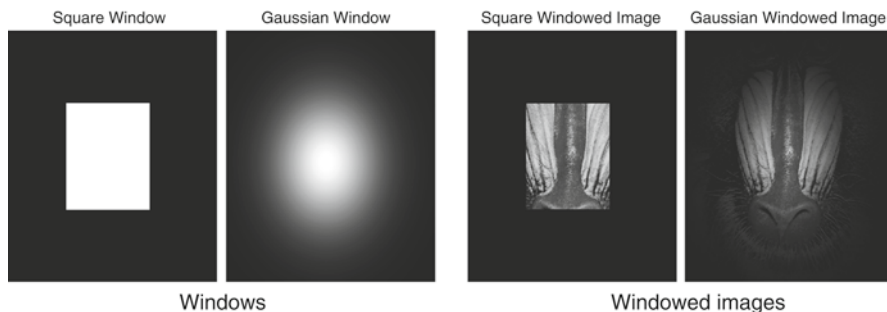 Square Window
Gaussian Window
Square Windowed Image
Gaussian Windowed Image
Windows
Windowed images